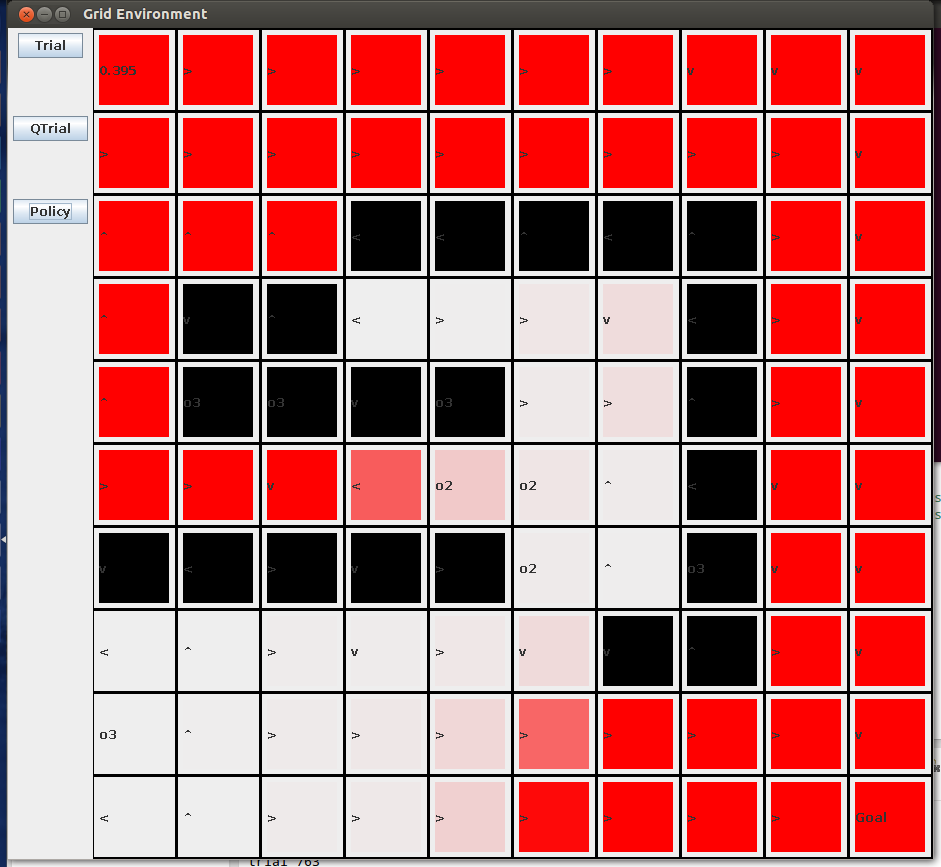 Grid Environment
Trial 0.395 > > > > > > v v v
QTrial > > > > > > > > > v
Policy ^ ^ ^ < < ^ < ^ > v
^ v ^ < > > v < > v
^ o3 o3 v o3 > > ^ > v
> > v < o2 o2 ^ < v v
v < > v > o2 ^ o3 v v
< ^ > v > v v ^ > v
o3 ^ > > > > > > > v
< ^ > > > > > > > Goal
trial 763